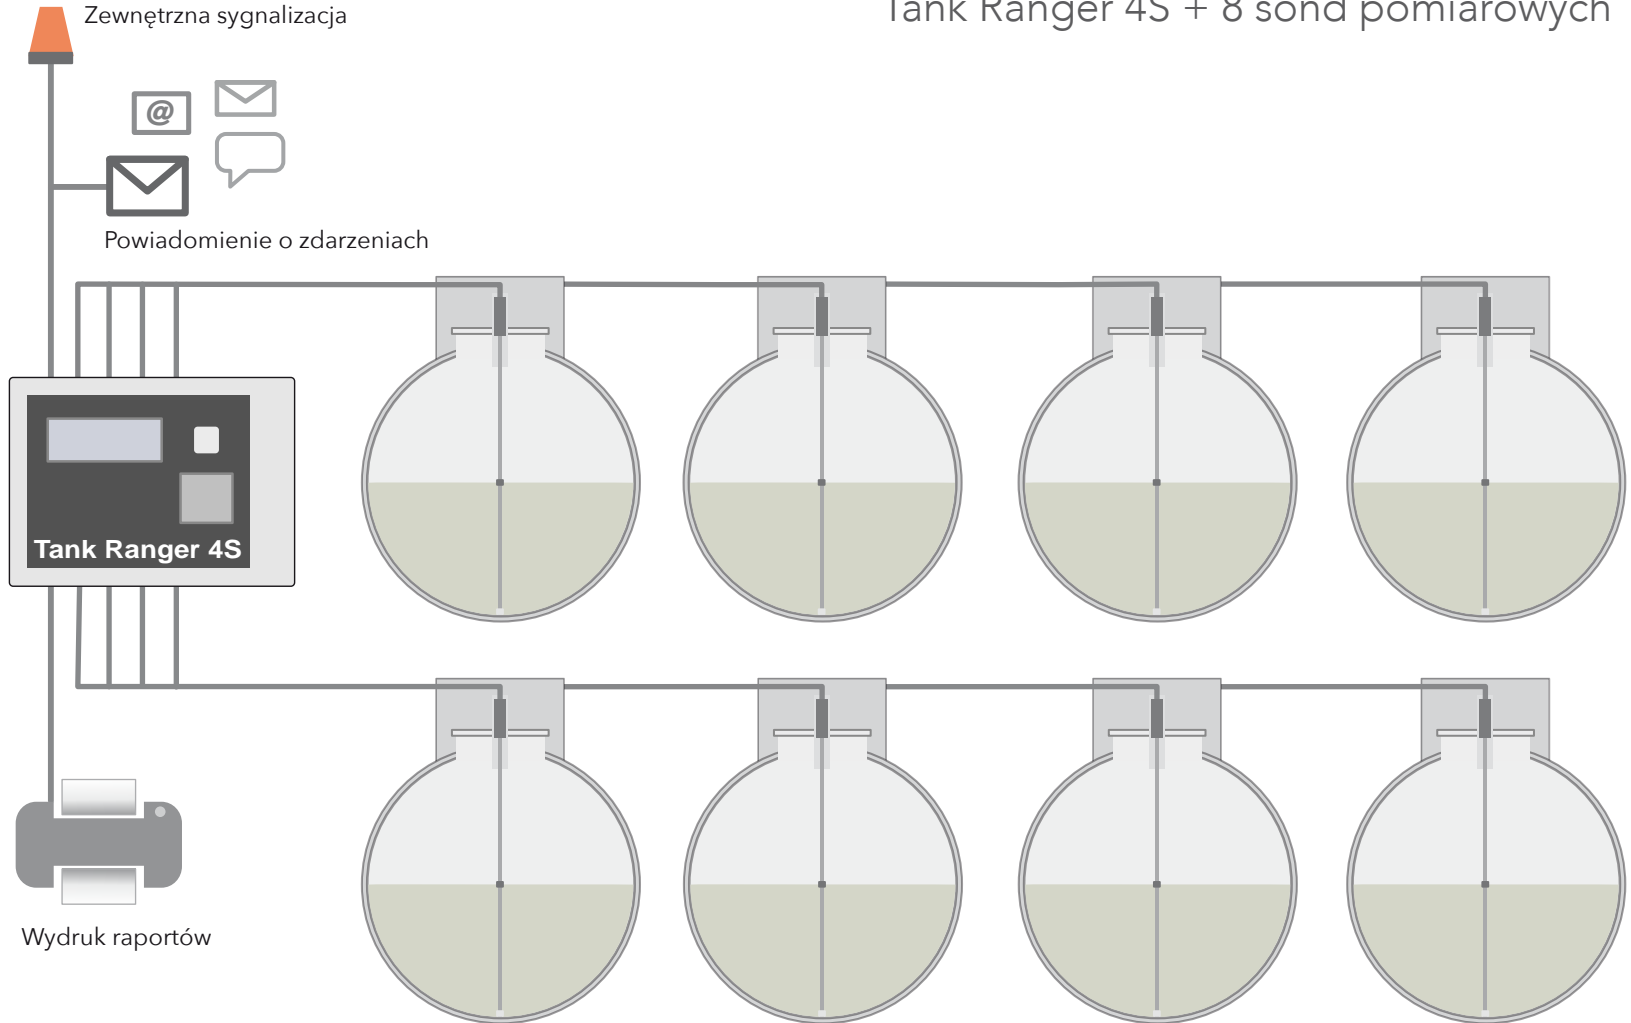 Zewnętrzna sygnalizacja
Tank Ranger 4S + 8 sond pomiarowych
@
Powiadomienie o zdarzeniach
Tank Ranger 4S
Wydruk raportów